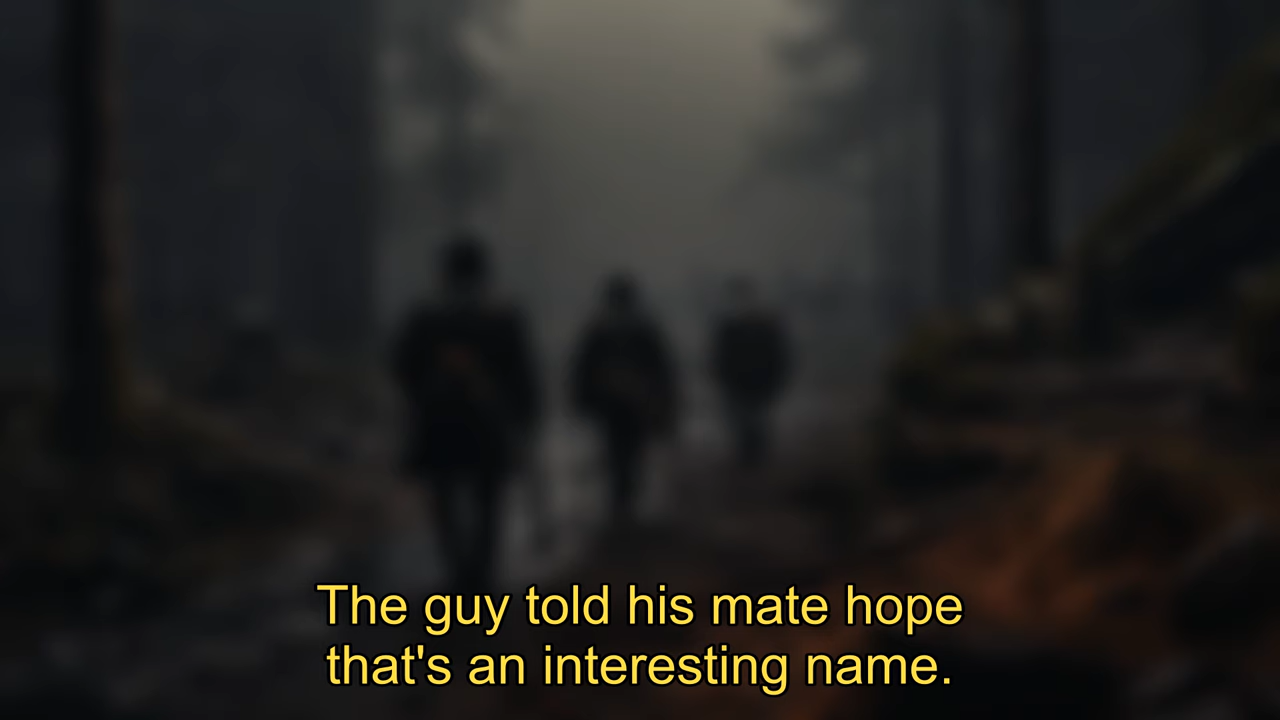 The guy told his mate hope
that's an interesting name.